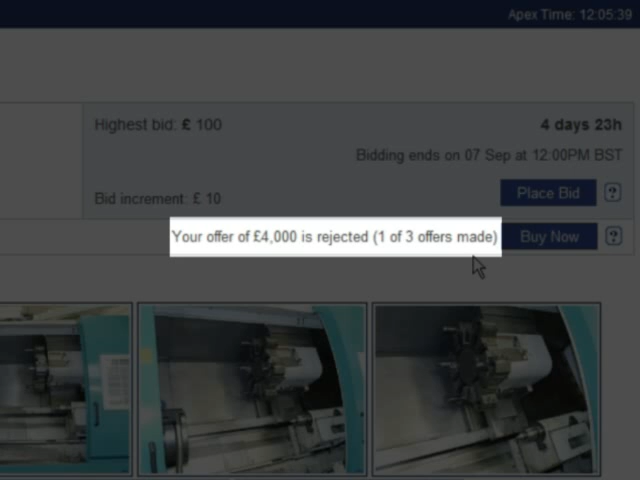 Apex Time: 12:05:39
Highest bid: £ 100
4 days 23h
Bidding ends on 07 Sep at 12:00PM BST
Bid increment: £ 10
Place Bid ?
Your offer of £4,000 is rejected (1 of 3 offers made)
Buy Now ?